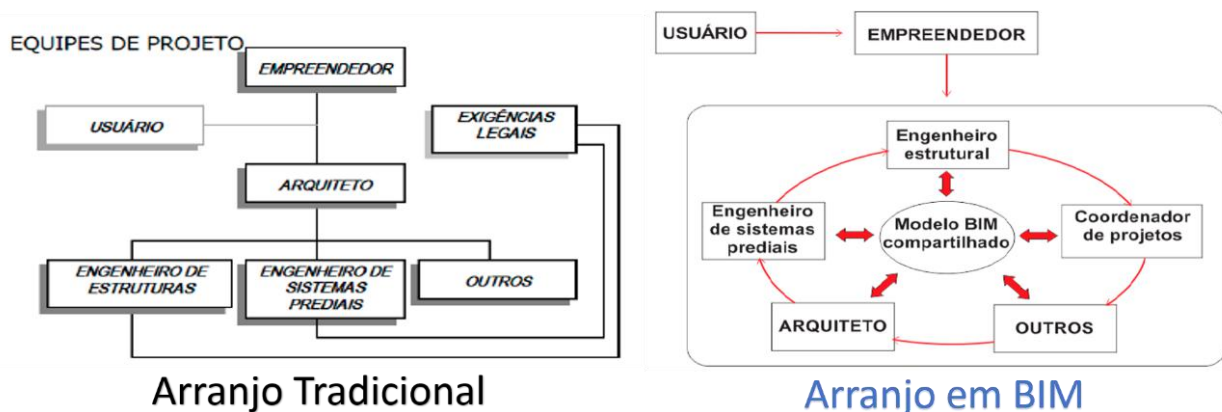 EQUIPES DE PROJETO
EMPREENDEDOR
USUÁRIO
EXIGÊNCIAS
LEGAIS
ARQUITETO
ENGENHEIRO DE
ESTRUTURAS
ENGENHEIRO DE
SISTEMAS
PREDIAIS
OUTROS
Arranjo Tradicional
USUÁRIO
EMPREENDEDOR
Engenheiro
estrutural
Engenheiro
de sistemas
prediais
Modelo BIM
compartilhado
Coordenador
de projetos
ARQUITETO
OUTROS
Arranjo em BIM